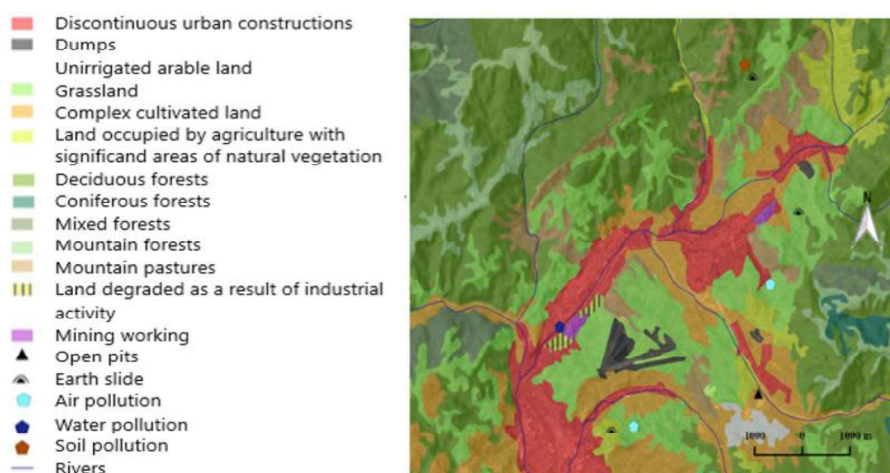 Discontinuous urban constructions
Dumps
Unirrigated arable land
Grassland
Complex cultivated land
Land occupied by agriculture with
significand areas of natural vegetation
Deciduous forests
Coniferous forests
Mixed forests
Mountain forests
Mountain pastures
Land degraded as a result of industrial
activity
Mining working
Open pits
Earth slide
Air pollution
Water pollution
Soil pollution
Rivers
N
1000 0 1000 m